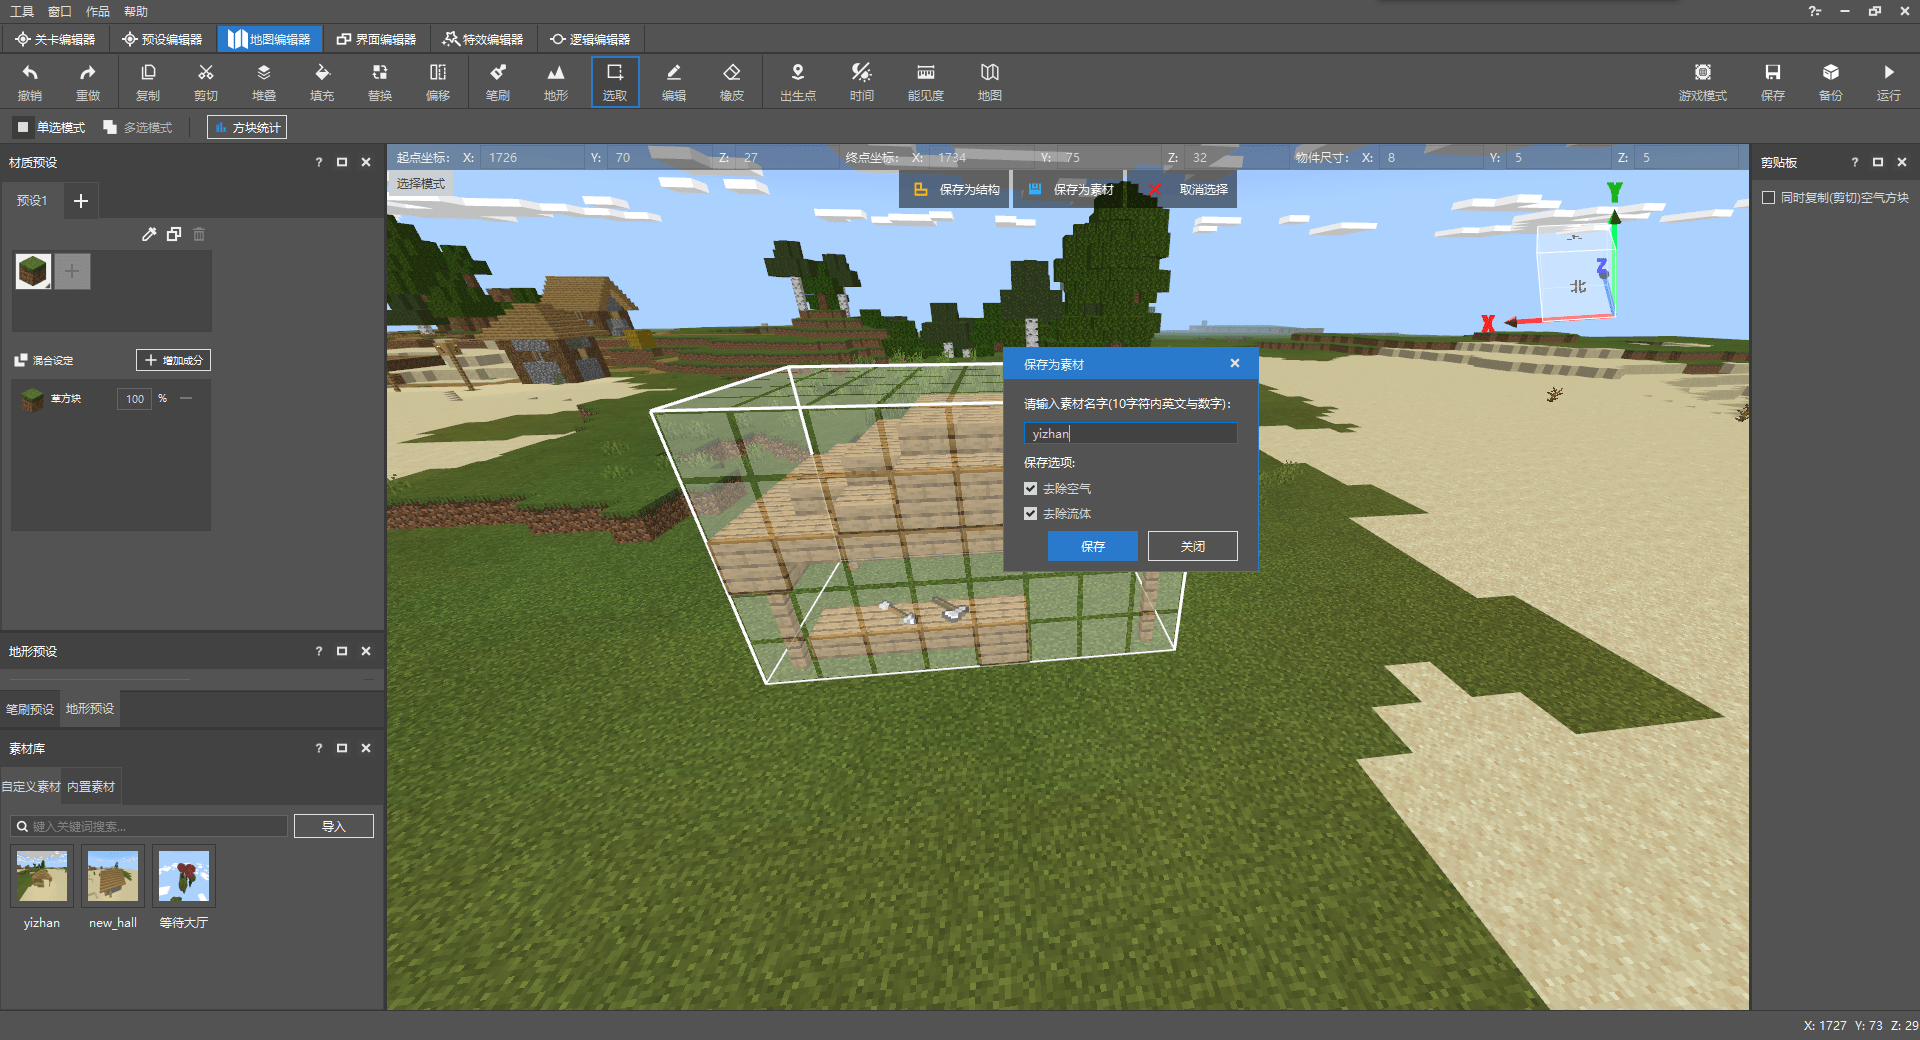 工具 窗口 作品 帮助
关卡编辑器 预设编辑器 地图编辑器 界面编辑器 特效编辑器 逻辑编辑器
撤销 重做 复制 剪切 堆叠 填充 替换 偏移 笔刷 地形 选取 编辑 橡皮 出生点 时间 能见度 地图 游戏模式 保存 备份 运行
单选模式 多选模式 方块统计
材质预设
起点坐标: X: 1726 Y: 70 Z: 27 终点坐标: X: 1734 Y: 75 Z: 32 物件尺寸: X: 8 Y: 5 Z: 5
剪贴板
选择模式
保存为结构 保存为素材 取消选择
预设1
同时复制(剪切)空气方块
Y
Z
北
X
混合设定 增加成分
草方块 100 %
保存为素材
请输入素材名字(10字符内英文与数字):
yizhan
保存选项:
去除空气
去除流体
保存 关闭
地形预设
笔刷预设 地形预设
素材库
自定义素材 内置素材
键入关键词搜索... 导入
yizhan new_hall 等待大厅
X: 1727 Y: 73 Z: 29